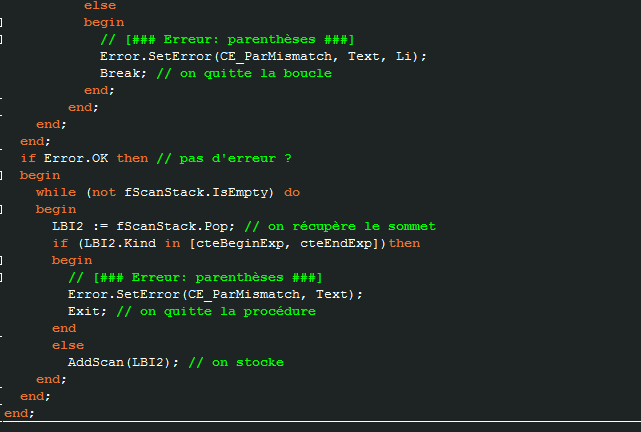 else
begin
// [### Erreur: parenthèses ###]
Error.SetError(CE_ParMismatch, Text, Li);
Break; // on quitte la boucle
end;
end;
end;
end;
if Error.OK then // pas d'erreur ?
begin
while (not fScanStack.IsEmpty) do
begin
LBI2 := fScanStack.Pop; // on récupère le sommet
if (LBI2.Kind in [cteBeginExp, cteEndExp])then
begin
// [### Erreur: parenthèses ###]
Error.SetError(CE_ParMismatch, Text);
Exit; // on quitte la procédure
end
else
AddScan(LBI2); // on stocke
end;
end;
end;